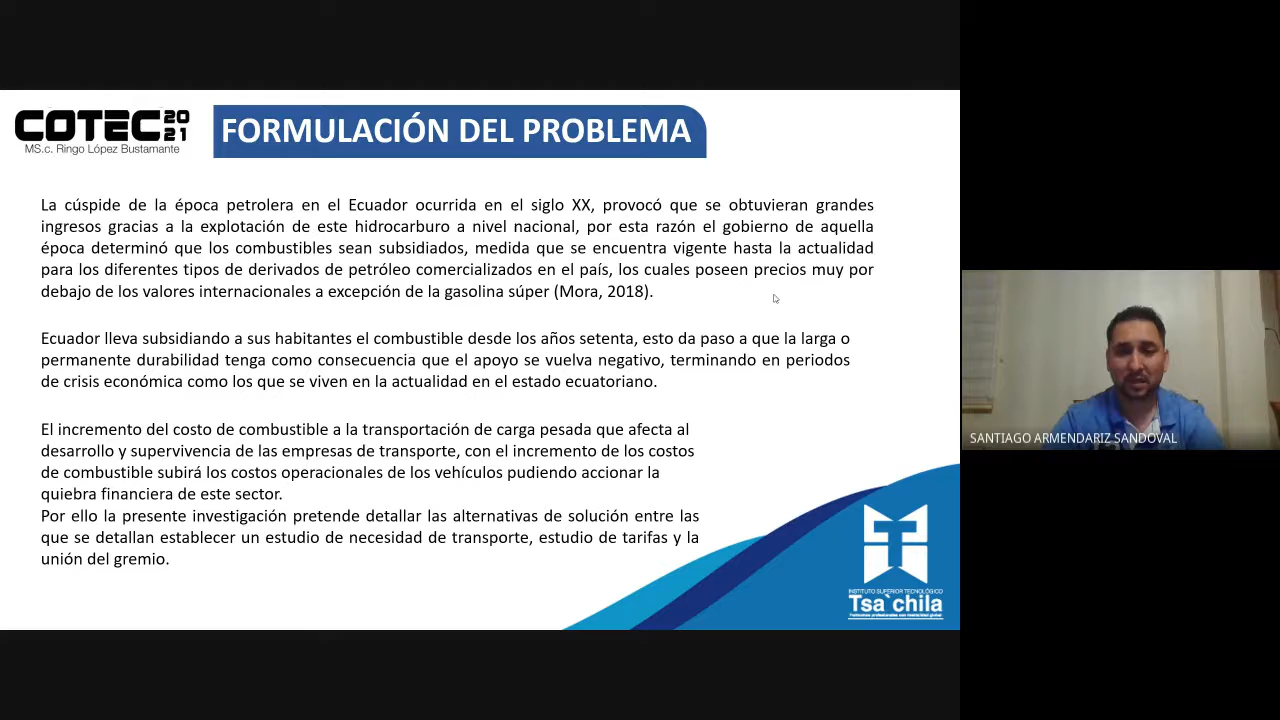 COTEC 20 21
MS.c. Ringo López Bustamante
FORMULACIÓN DEL PROBLEMA
La cúspide de la época petrolera en el Ecuador ocurrida en el siglo XX, provocó que se obtuvieran grandes
ingresos gracias a la explotación de este hidrocarburo a nivel nacional, por esta razón el gobierno de aquella
época determinó que los combustibles sean subsidiados, medida que se encuentra vigente hasta la actualidad
para los diferentes tipos de derivados de petróleo comercializados en el país, los cuales poseen precios muy por
debajo de los valores internacionales a excepción de la gasolina súper (Mora, 2018).
Ecuador lleva subsidiando a sus habitantes el combustible desde los años setenta, esto da paso a que la larga o
permanente durabilidad tenga como consecuencia que el apoyo se vuelva negativo, terminando en periodos
de crisis económica como los que se viven en la actualidad en el estado ecuatoriano.
El incremento del costo de combustible a la transportación de carga pesada que afecta al
desarrollo y supervivencia de las empresas de transporte, con el incremento de los costos
de combustible subirá los costos operacionales de los vehículos pudiendo accionar la
quiebra financiera de este sector.
Por ello la presente investigación pretende detallar las alternativas de solución entre las
que se detallan establecer un estudio de necesidad de transporte, estudio de tarifas y la
unión del gremio.
SANTIAGO ARMENDARIZ SANDOVAL
INSTITUTO SUPERIOR TECNOLÓGICO
Tsa`chila